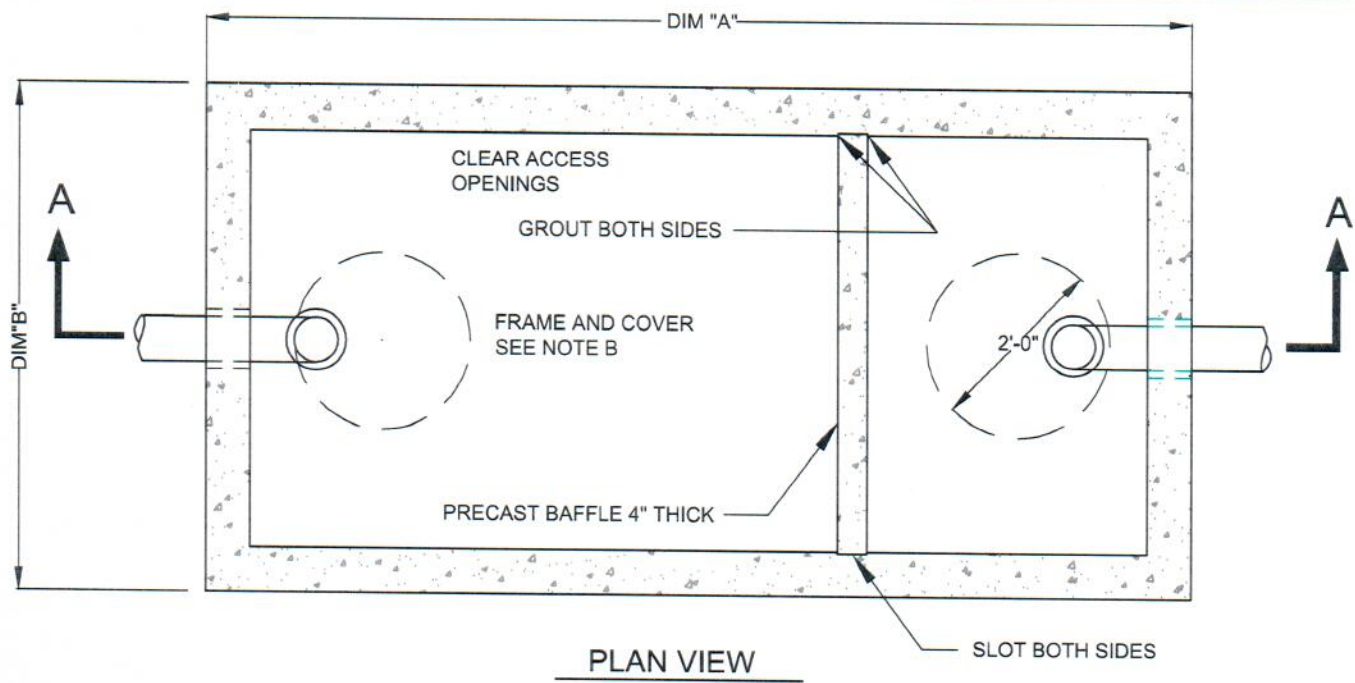 DIM "A"
CLEAR ACCESS
OPENINGS
A
A
GROUT BOTH SIDES
DIM"B"
FRAME AND COVER
SEE NOTE B
2'-0"
PRECAST BAFFLE 4" THICK
SLOT BOTH SIDES
PLAN VIEW